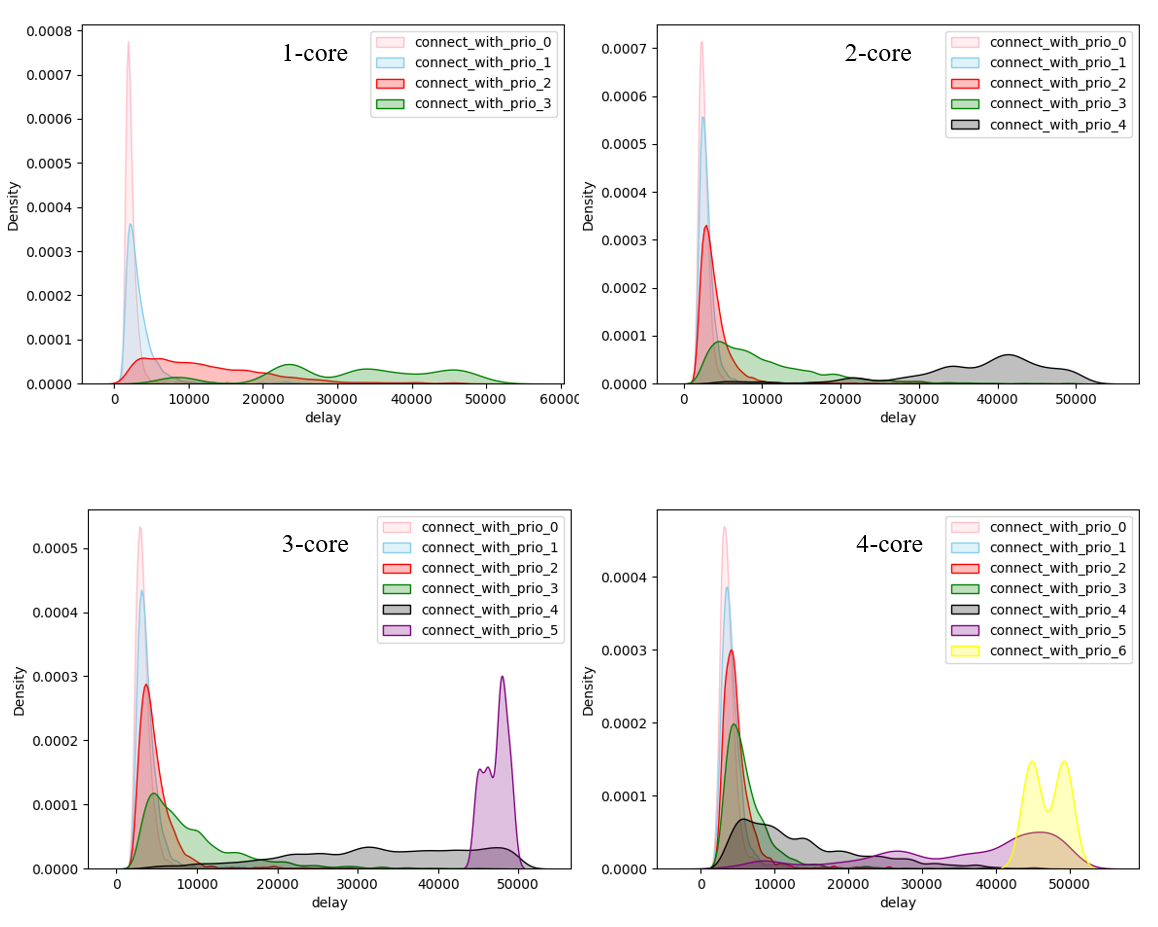 1-core
connect_with_prio_0
connect_with_prio_1
connect_with_prio_2
connect_with_prio_3
Density
0.0008
0.0007
0.0006
0.0005
0.0004
0.0003
0.0002
0.0001
0.0000
0 10000 20000 30000 40000 50000 60000
delay
2-core
connect_with_prio_0
connect_with_prio_1
connect_with_prio_2
connect_with_prio_3
connect_with_prio_4
Density
0.0007
0.0006
0.0005
0.0004
0.0003
0.0002
0.0001
0.0000
0 10000 20000 30000 40000 50000
delay
3-core
connect_with_prio_0
connect_with_prio_1
connect_with_prio_2
connect_with_prio_3
connect_with_prio_4
connect_with_prio_5
Density
0.0005
0.0004
0.0003
0.0002
0.0001
0.0000
0 10000 20000 30000 40000 50000
delay
4-core
connect_with_prio_0
connect_with_prio_1
connect_with_prio_2
connect_with_prio_3
connect_with_prio_4
connect_with_prio_5
connect_with_prio_6
Density
0.0004
0.0003
0.0002
0.0001
0.0000
0 10000 20000 30000 40000 50000
delay